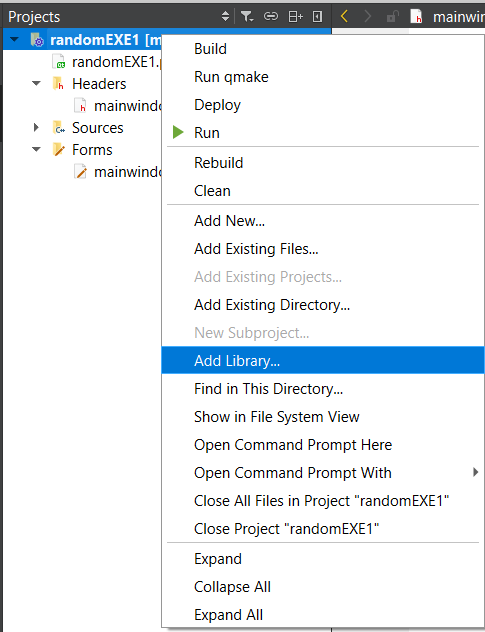 Projects
mainwind
randomEXE1 [m
randomEXE1.p
Headers
mainwindo
Sources
Forms
mainwindo
Build
Run qmake
Deploy
Run
Rebuild
Clean
Add New...
Add Existing Files...
Add Existing Projects...
Add Existing Directory...
New Subproject...
Add Library...
Find in This Directory...
Show in File System View
Open Command Prompt Here
Open Command Prompt With
Close All Files in Project "randomEXE1"
Close Project "randomEXE1"
Expand
Collapse All
Expand All